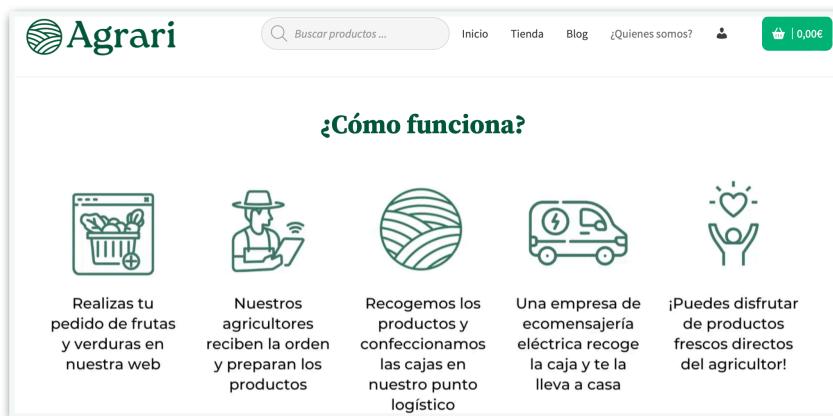 Agrari
Buscar productos ...
Inicio
Tienda
Blog
¿Quienes somos?
0,00€
¿Cómo funciona?
Realizas tu
pedido de frutas
y verduras en
nuestra web
Nuestros
agricultores
reciben la orden
y preparan los
productos
Recogemos los
productos y
confeccionamos
las cajas en
nuestro punto
logístico
Una empresa de
ecomensajería
eléctrica recoge
la caja y te la
lleva a casa
¡Puedes disfrutar
de productos
frescos directos
del agricultor!